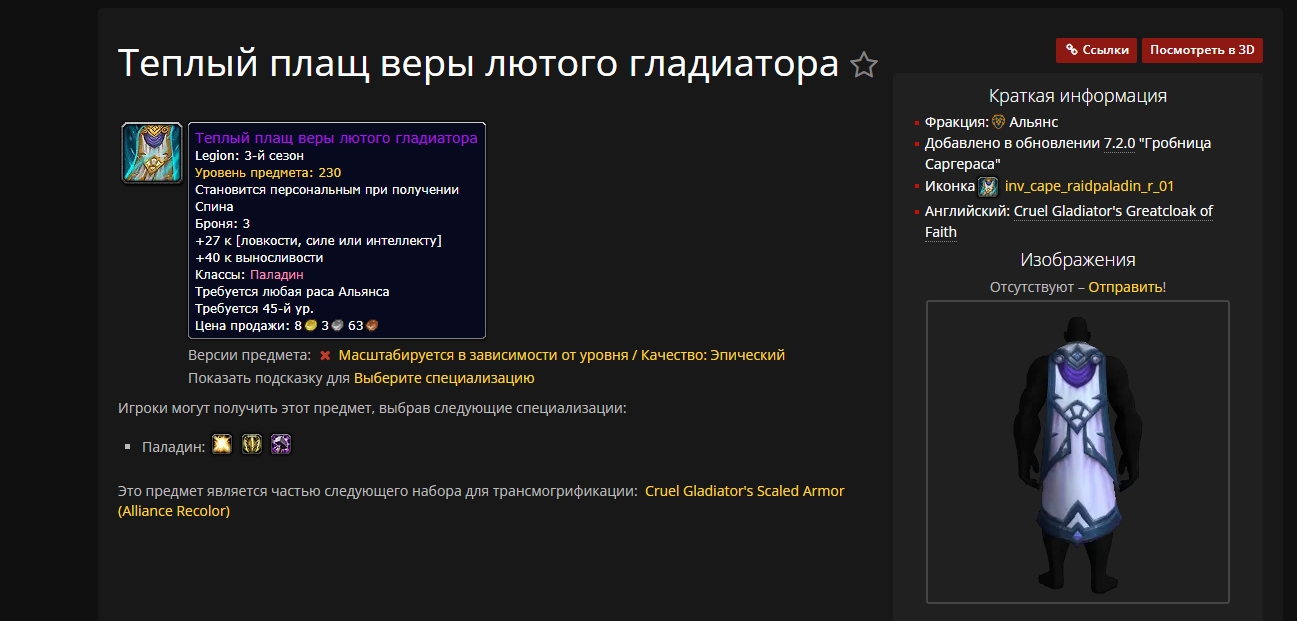 Теплый плащ веры лютого гладиатора
Теплый плащ веры лютого гладиатора
Legion: 3-й сезон
Уровень предмета: 230
Становится персональным при получении
Спина
Броня: 3
+27 к [ловкости, силе или интеллекту]
+40 к выносливости
Классы: Паладин
Требуется любая раса Альянса
Требуется 45-й ур.
Цена продажи: 8 3 63
Версии предмета: Масштабируется в зависимости от уровня / Качество: Эпический
Показать подсказку для Выберите специализацию
Игроки могут получить этот предмет, выбрав следующие специализации:
Паладин:
Это предмет является частью следующего набора для трансмогрификации: Cruel Gladiator's Scaled Armor
(Alliance Recolor)
Ссылки
Посмотреть в 3D
Краткая информация
Фракция: Альянс
Добавлено в обновлении 7.2.0 "Гробница
Саргераса"
Иконка inv_cape_raidpaladin_r_01
Английский: Cruel Gladiator's Greatcloak of
Faith
Изображения
Отсутствуют – Отправить!